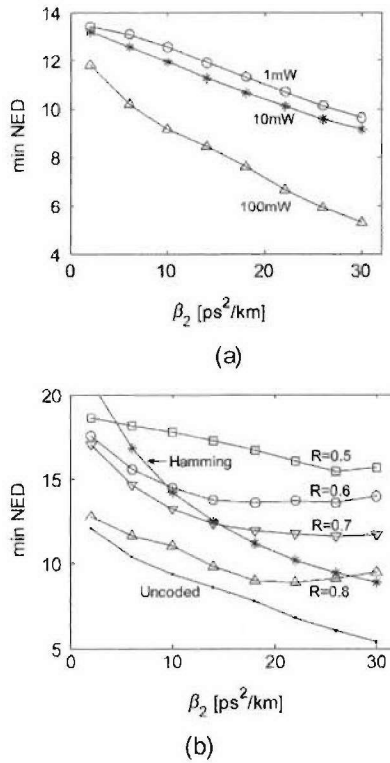 (a)
14
12
10
8
6
4
min NED
1mW
10mW
100mW
0
10
20
30
β₂ [ps²/km]
(a)
20
15
10
5
min NED
Hamming
Uncoded
R=0.5
R=0.6
R=0.7
R=0.8
0
10
20
30
β₂ [ps²/km]
(b)